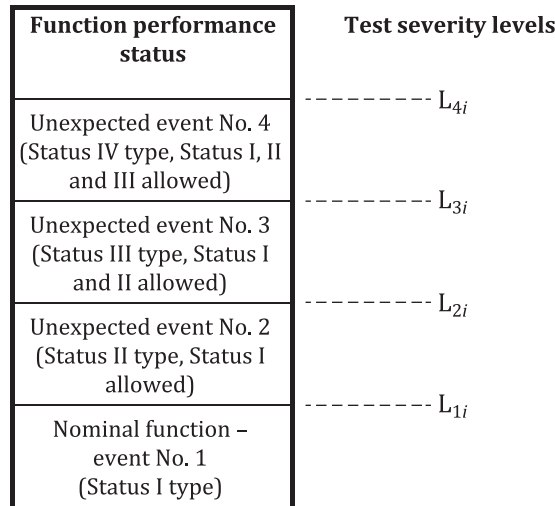 Function performance
status
Test severity levels
L4i
Unexpected event No. 4
(Status IV type, Status I, II
and III allowed)
L3i
Unexpected event No. 3
(Status III type, Status I
and II allowed)
L2i
Unexpected event No. 2
(Status II type, Status I
allowed)
L1i
Nominal function –
event No. 1
(Status I type)